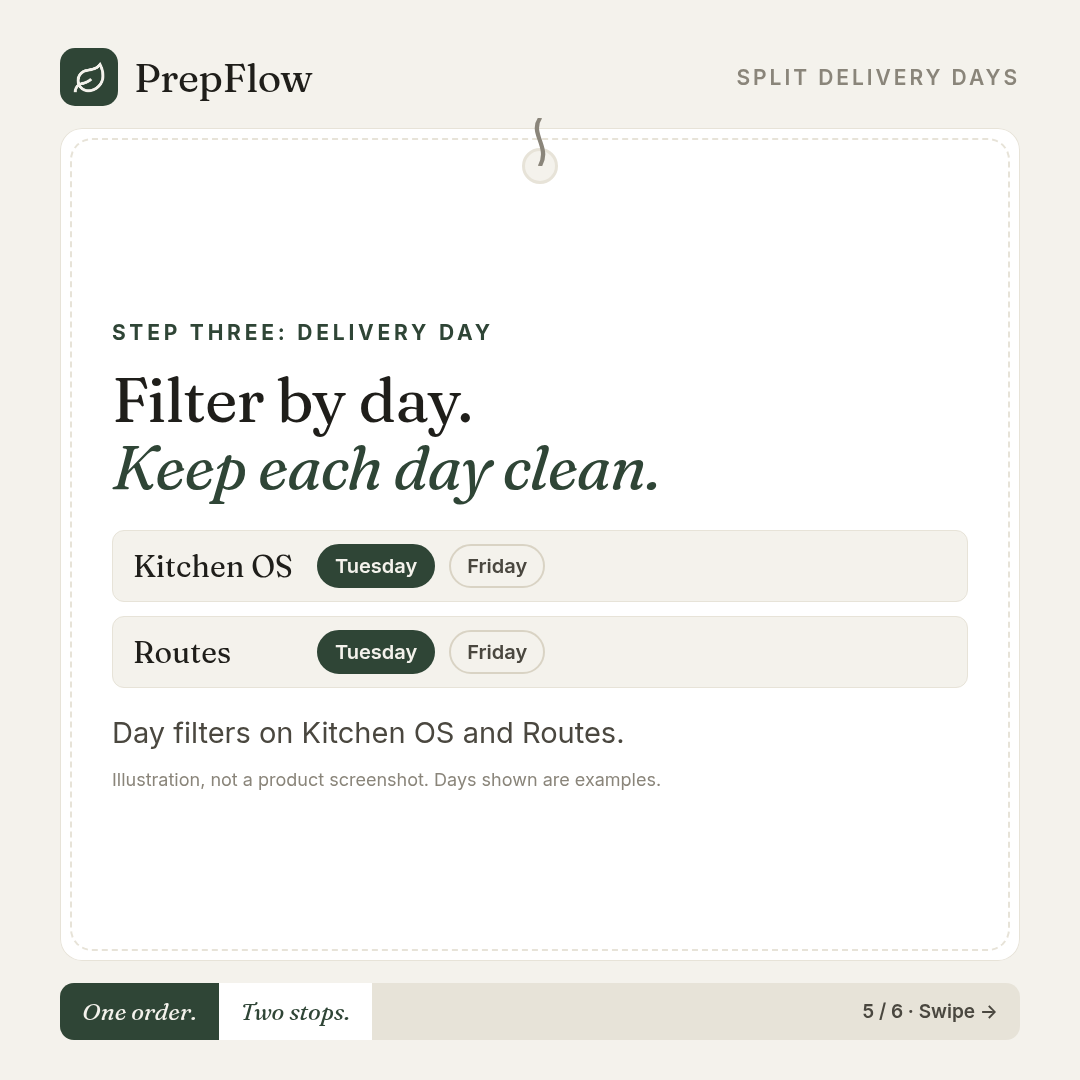 PrepFlow
SPLIT DELIVERY DAYS
STEP THREE: DELIVERY DAY
Filter by day.
Keep each day clean.
Kitchen OS Tuesday Friday
Routes Tuesday Friday
Day filters on Kitchen OS and Routes.
Illustration, not a product screenshot. Days shown are examples.
One order. Two stops. 5 / 6 · Swipe →